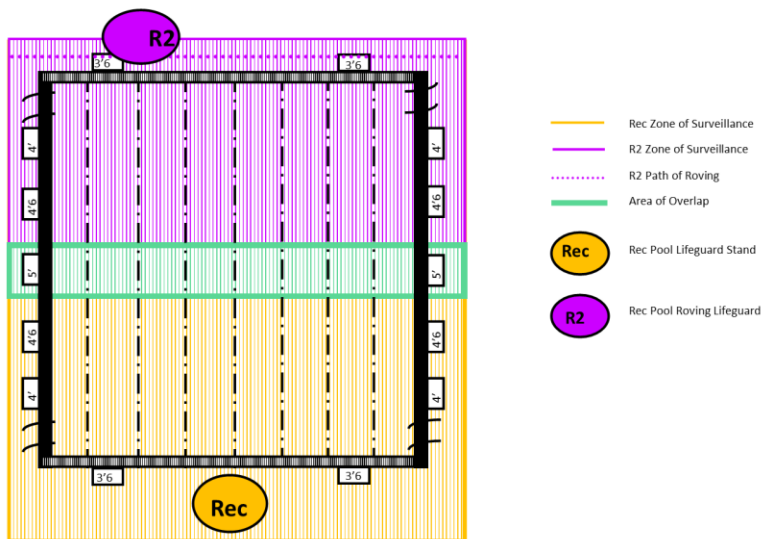 R2
3'6
3'6
4'
4'
4'6
4'6
5'
5'
4'6
4'6
4'
4'
3'6
3'6
Rec
Rec Zone of Surveillance
R2 Zone of Surveillance
R2 Path of Roving
Area of Overlap
Rec
Rec Pool Lifeguard Stand
R2
Rec Pool Roving Lifeguard